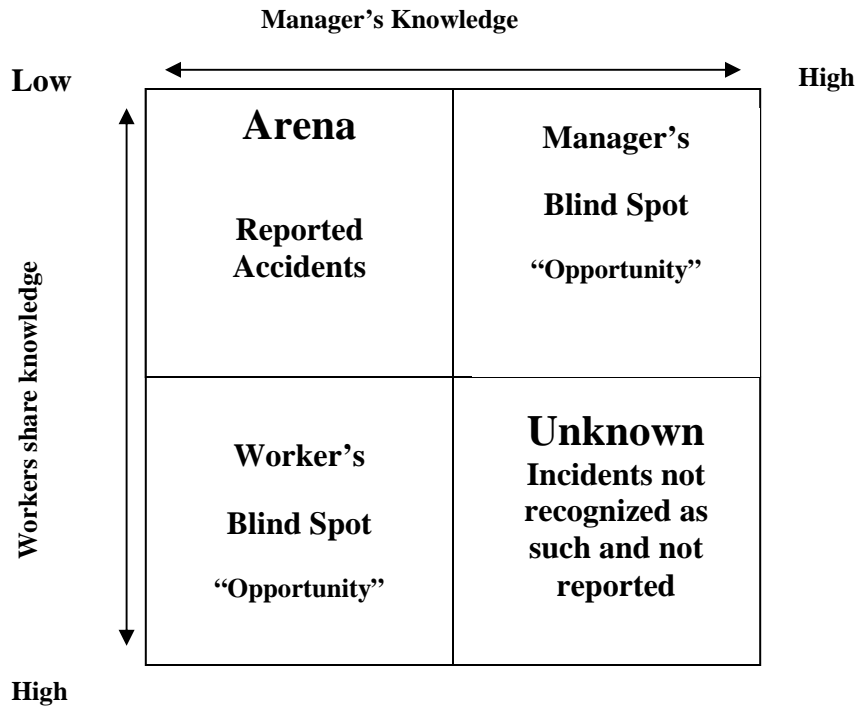 Manager’s Knowledge
Low
High
Arena
Reported
Accidents
Manager’s
Blind Spot
“Opportunity”
Workers share knowledge
Worker’s
Blind Spot
“Opportunity”
Unknown
Incidents not
recognized as
such and not
reported
High